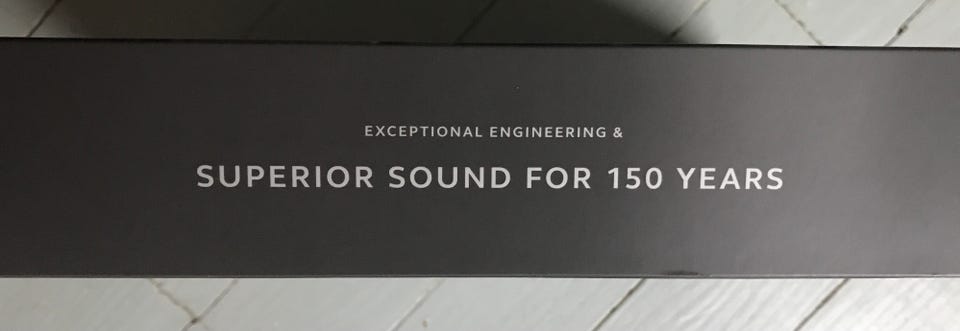 EXCEPTIONAL ENGINEERING &
SUPERIOR SOUND FOR 150 YEARS